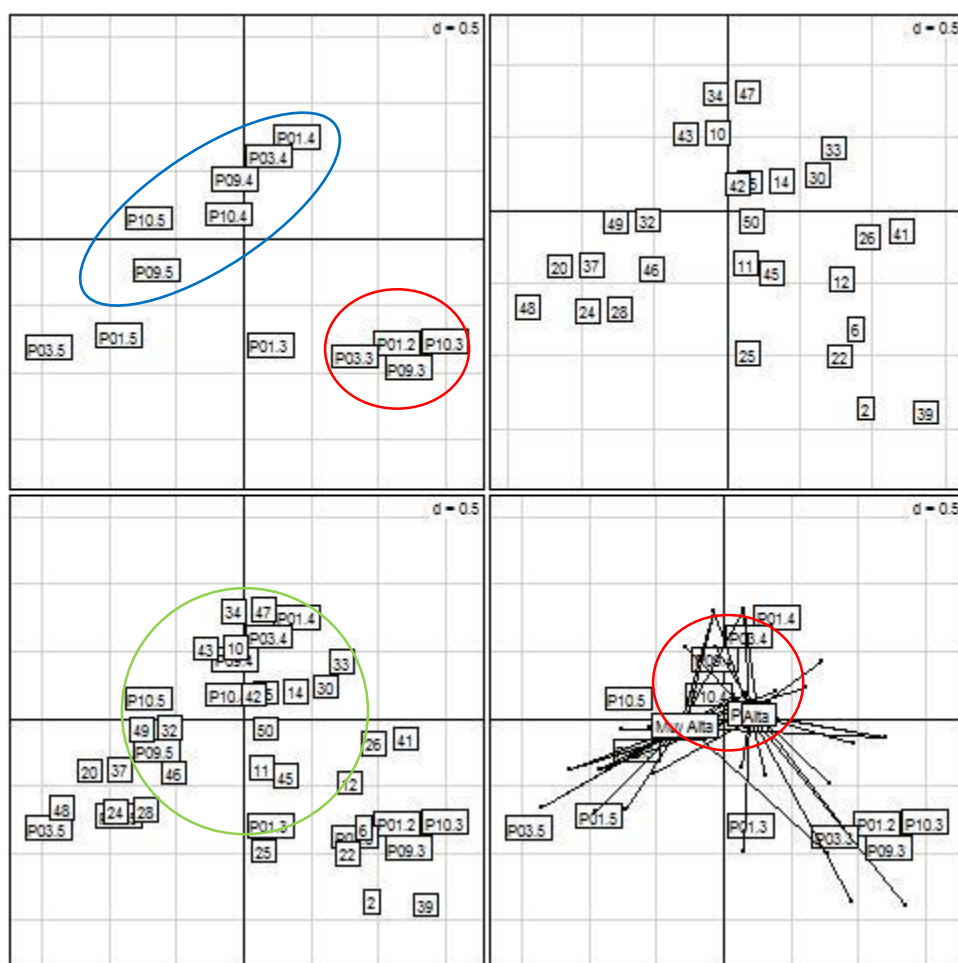 d = 0.5
P01.4
P03.4
P09.4
P10.5
P10.4
P09.5
P01.5
P03.5
P01.3
P01.2
P10.3
P03.3
P09.3
d = 0.5
34
47
43
10
33
42
14
30
49
32
50
26
41
20
37
46
11
45
12
48
24
28
6
25
22
2
39
d = 0.5
34
47
P01.4
43
10
P03.4
33
P10.5
42
14
30
49
32
50
26
41
P09.5
20
37
46
11
45
12
48
24
28
P03.5
P01.3
6
P01.2
P10.3
25
22
P09.3
2
39
d = 0.5
P01.4
P03.4
P10.5
P10.4
Alta
Alta
P01.5
P03.5
P01.3
P01.2
P10.3
P03.3
P09.3